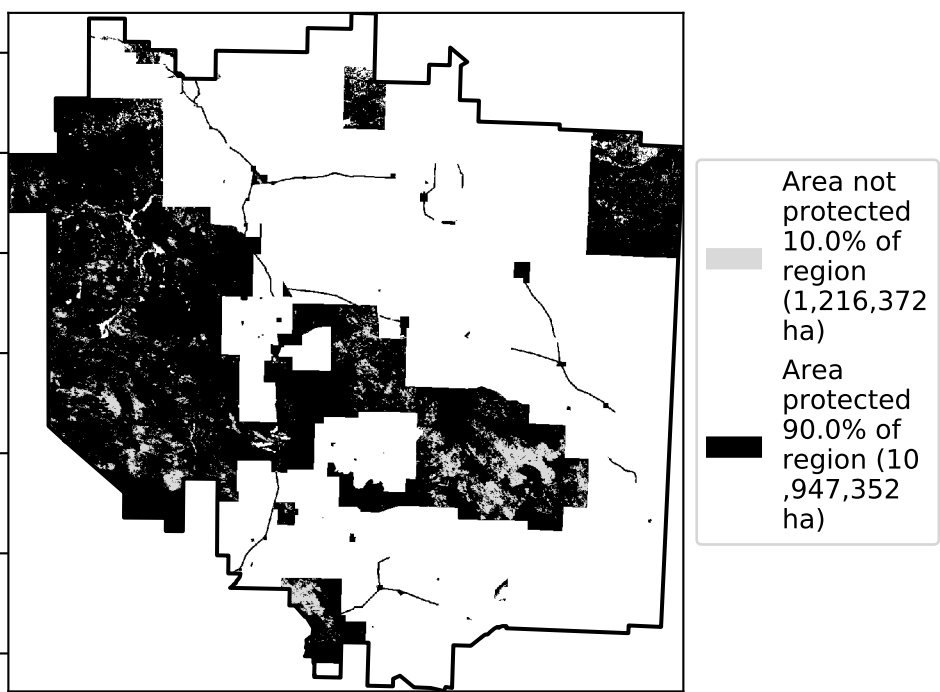 Area not
protected
10.0% of
region
(1,216,372
ha)
Area
protected
90.0% of
region (10
,947,352
ha)